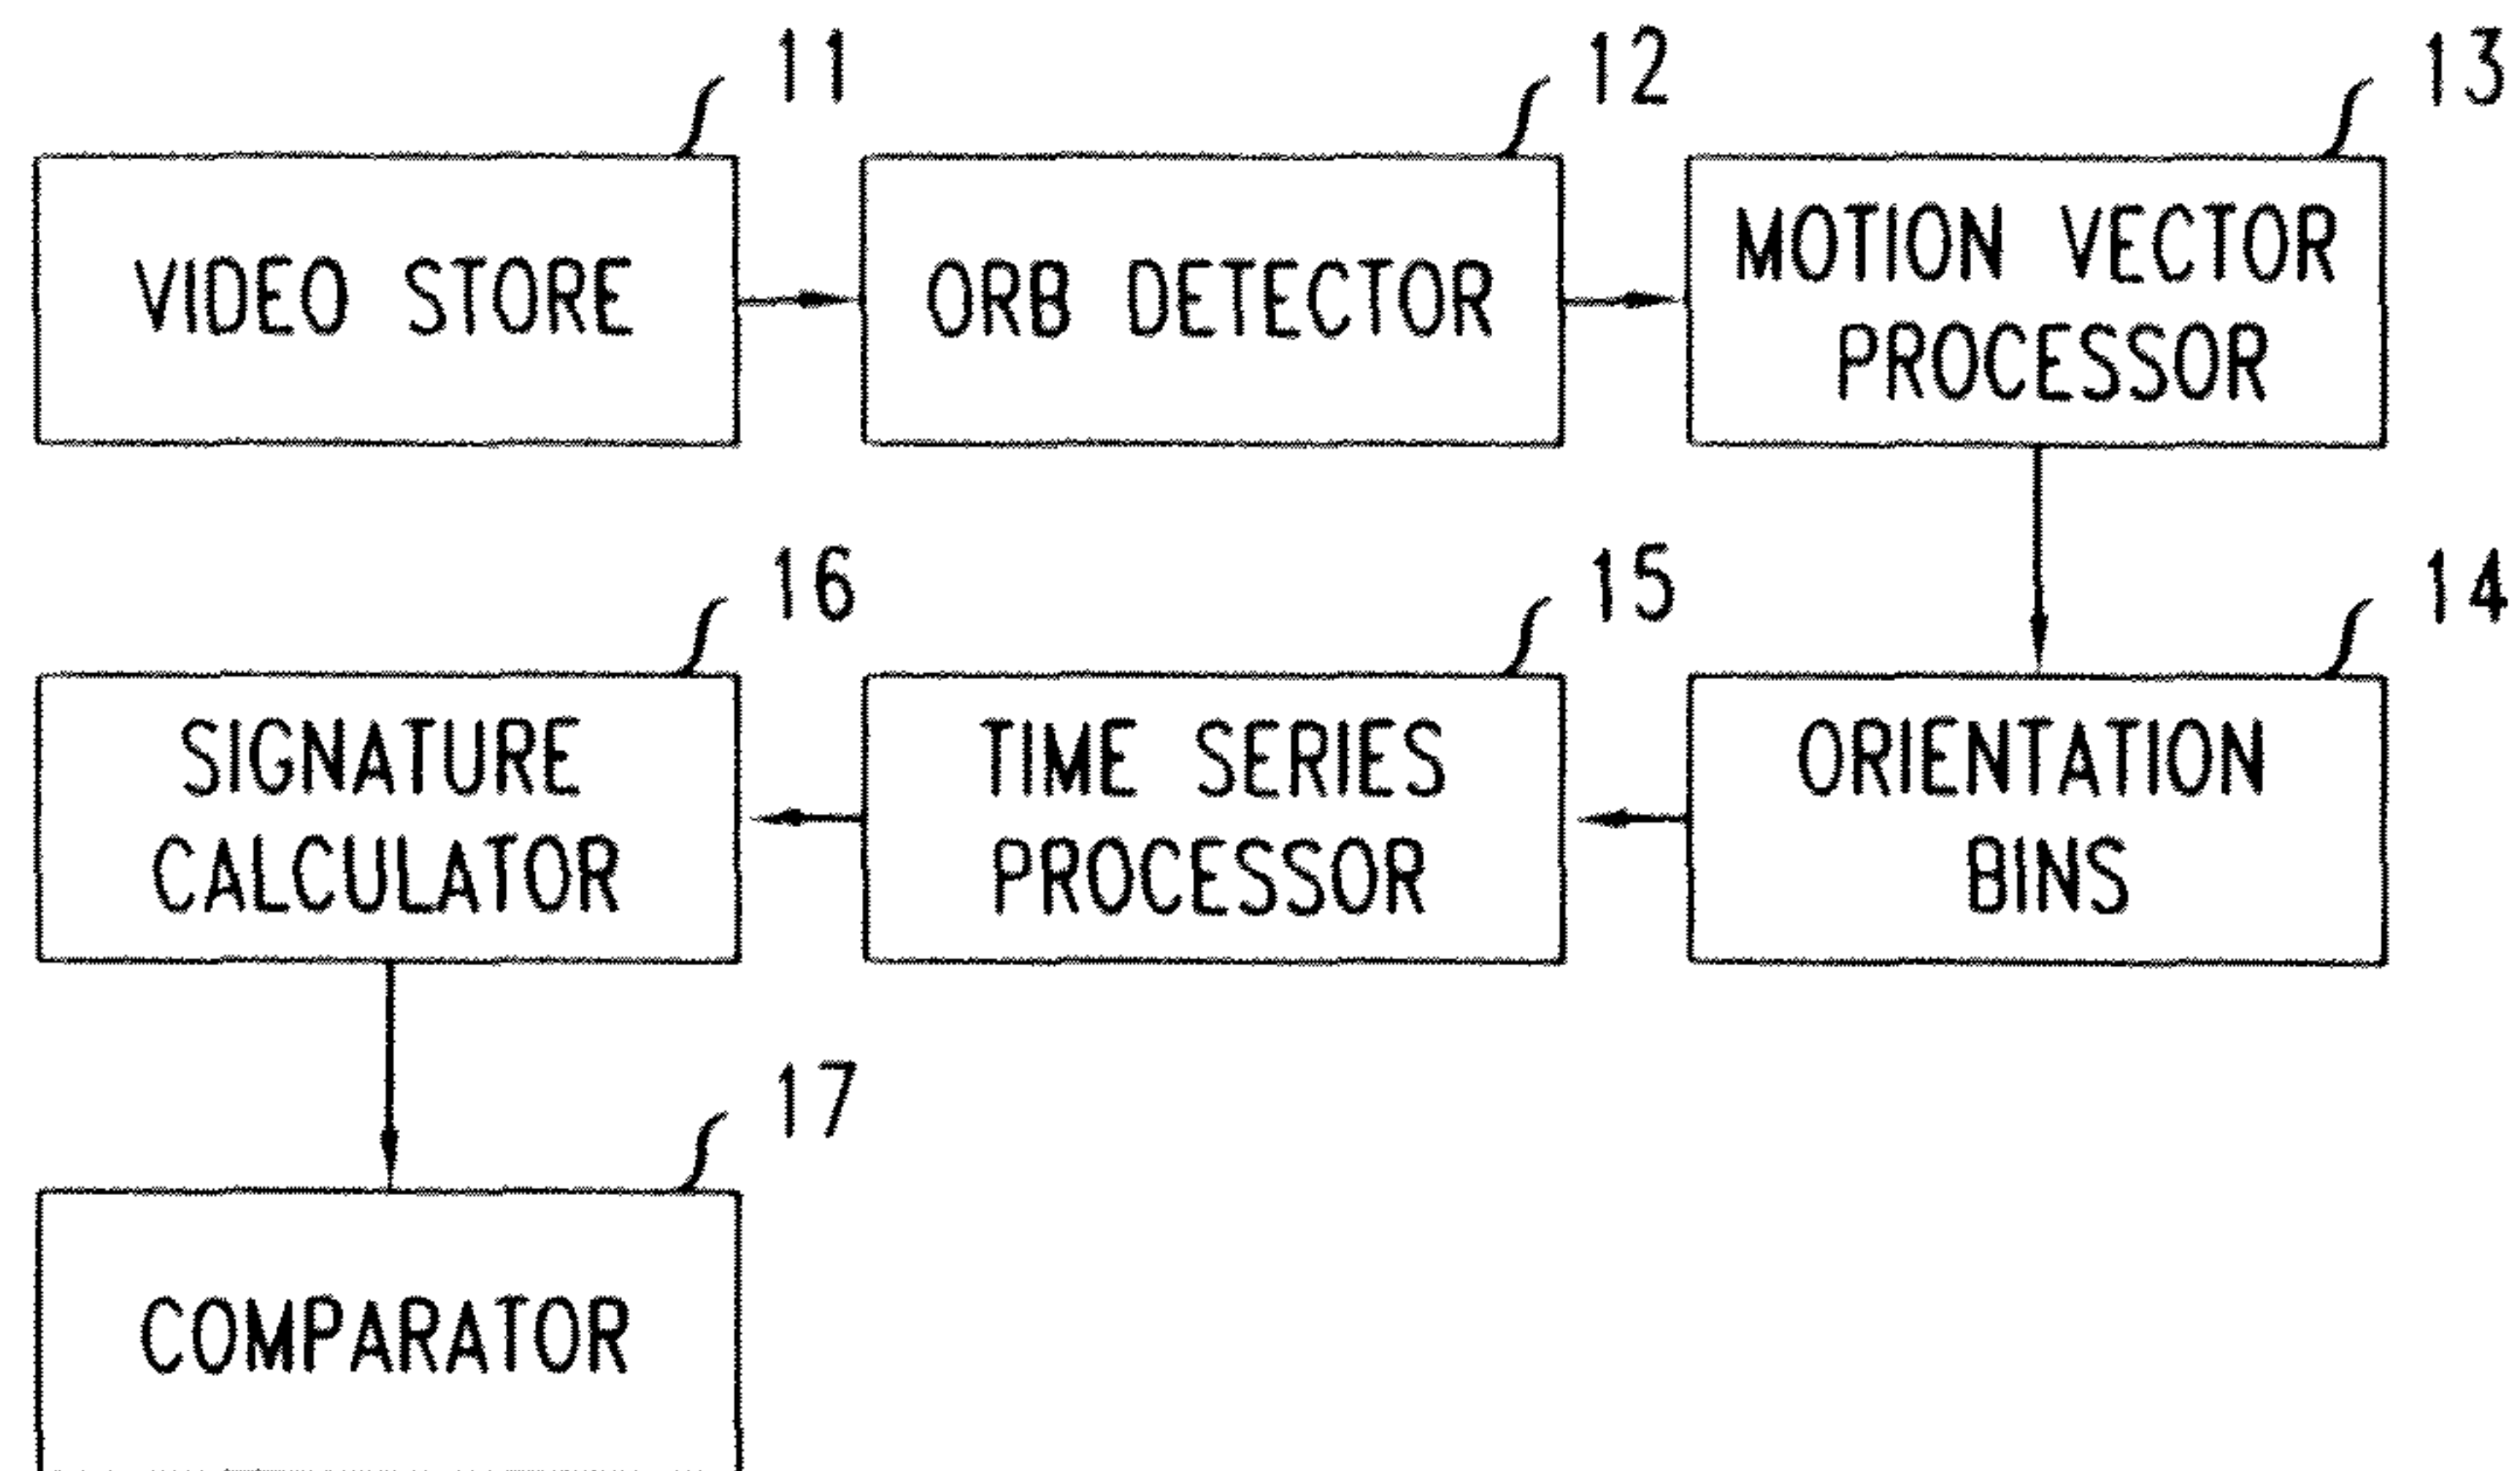 11
12
13
VIDEO STORE
ORB DETECTOR
MOTION VECTOR
PROCESSOR
16
15
14
SIGNATURE
CALCULATOR
TIME SERIES
PROCESSOR
ORIENTATION
BINS
17
COMPARATOR